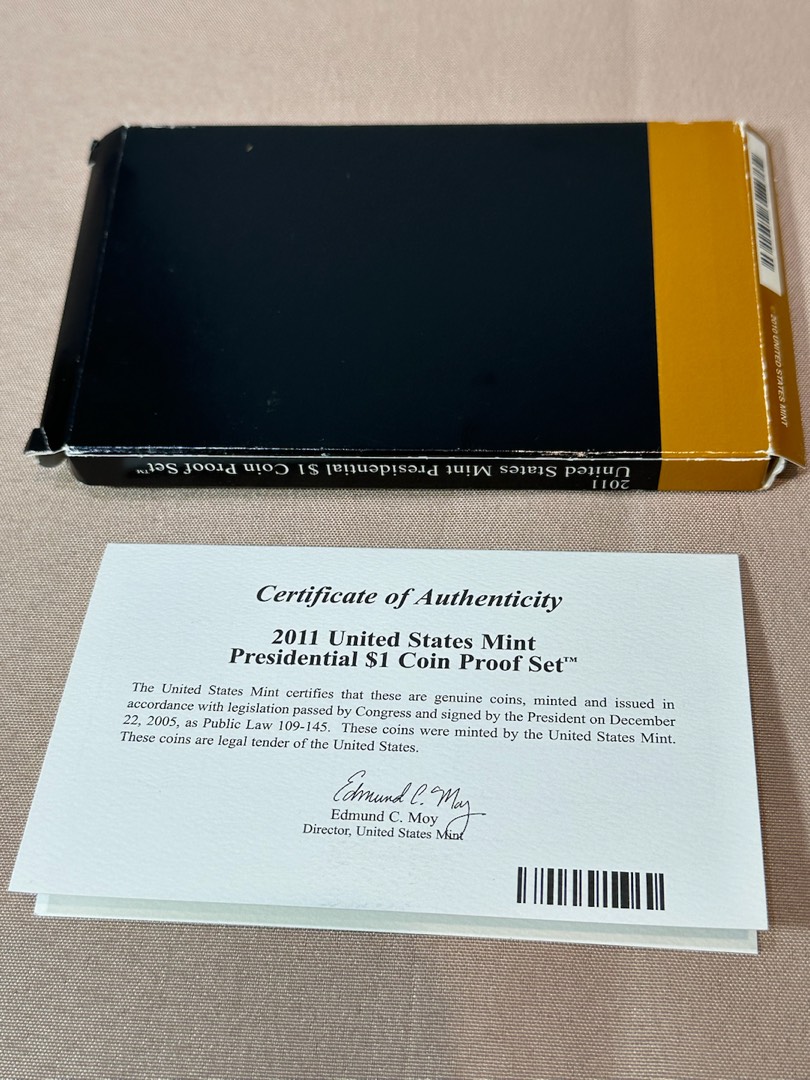 © 2010 UNITED STATES MINT
2011
United States Mint Presidential $1 Coin Proof Set™
Certificate of Authenticity
2011 United States Mint
Presidential $1 Coin Proof Set™
The United States Mint certifies that these are genuine coins, minted and issued in
accordance with legislation passed by Congress and signed by the President on December
22, 2005, as Public Law 109-145. These coins were minted by the United States Mint.
These coins are legal tender of the United States.
Edmund C. Moy
Edmund C. Moy
Director, United States Mint